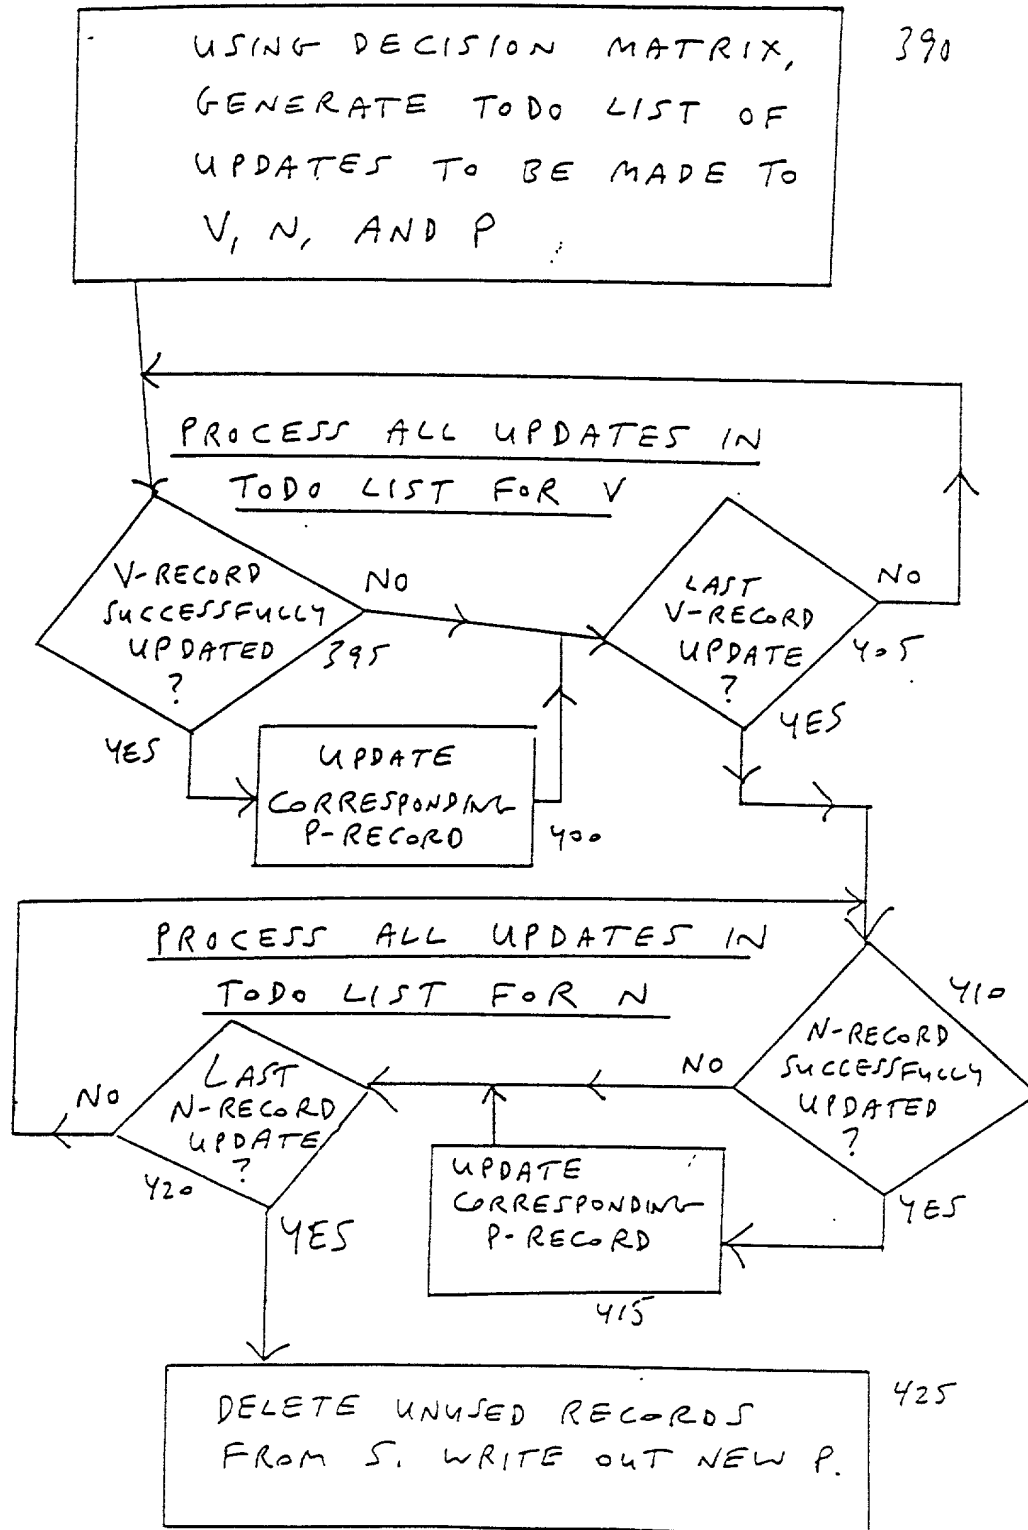 USING DECISION MATRIX,
390
GENERATE TODO LIST OF
UPDATES TO BE MADE TO
V, N, AND P
PROCESS ALL UPDATES IN
TODO LIST FOR V
V-RECORD
SUCCESSFULLY
UPDATED
?
395
NO
YES
UPDATE
CORRESPONDING
P-RECORD
400
LAST
V-RECORD
UPDATE
?
405
NO
YES
PROCESS ALL UPDATES IN
TODO LIST FOR N
410
N-RECORD
SUCCESSFULLY
UPDATED
?
NO
YES
UPDATE
CORRESPONDING
P-RECORD
415
LAST
N-RECORD
UPDATE
?
420
NO
YES
425
DELETE UNUSED RECORDS
FROM S. WRITE OUT NEW P.